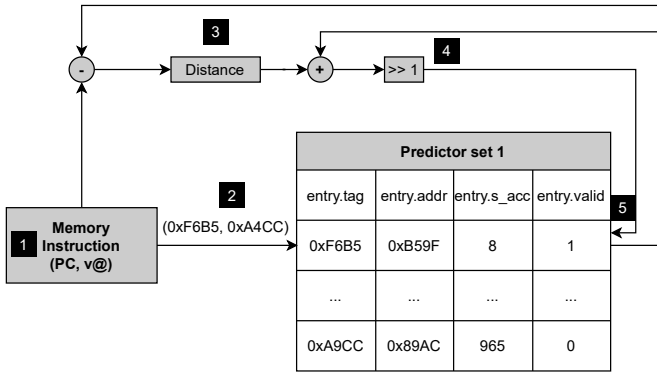 3
4
-
Distance
+
>> 1
Predictor set 1
2
entry.tag entry.addr entry.s_acc entry.valid
5
(0xF6B5, 0xA4CC)
1
Memory
Instruction
(PC, v@)
0xF6B5 0xB59F 8 1
... ... ... ...
0xA9CC 0x89AC 965 0